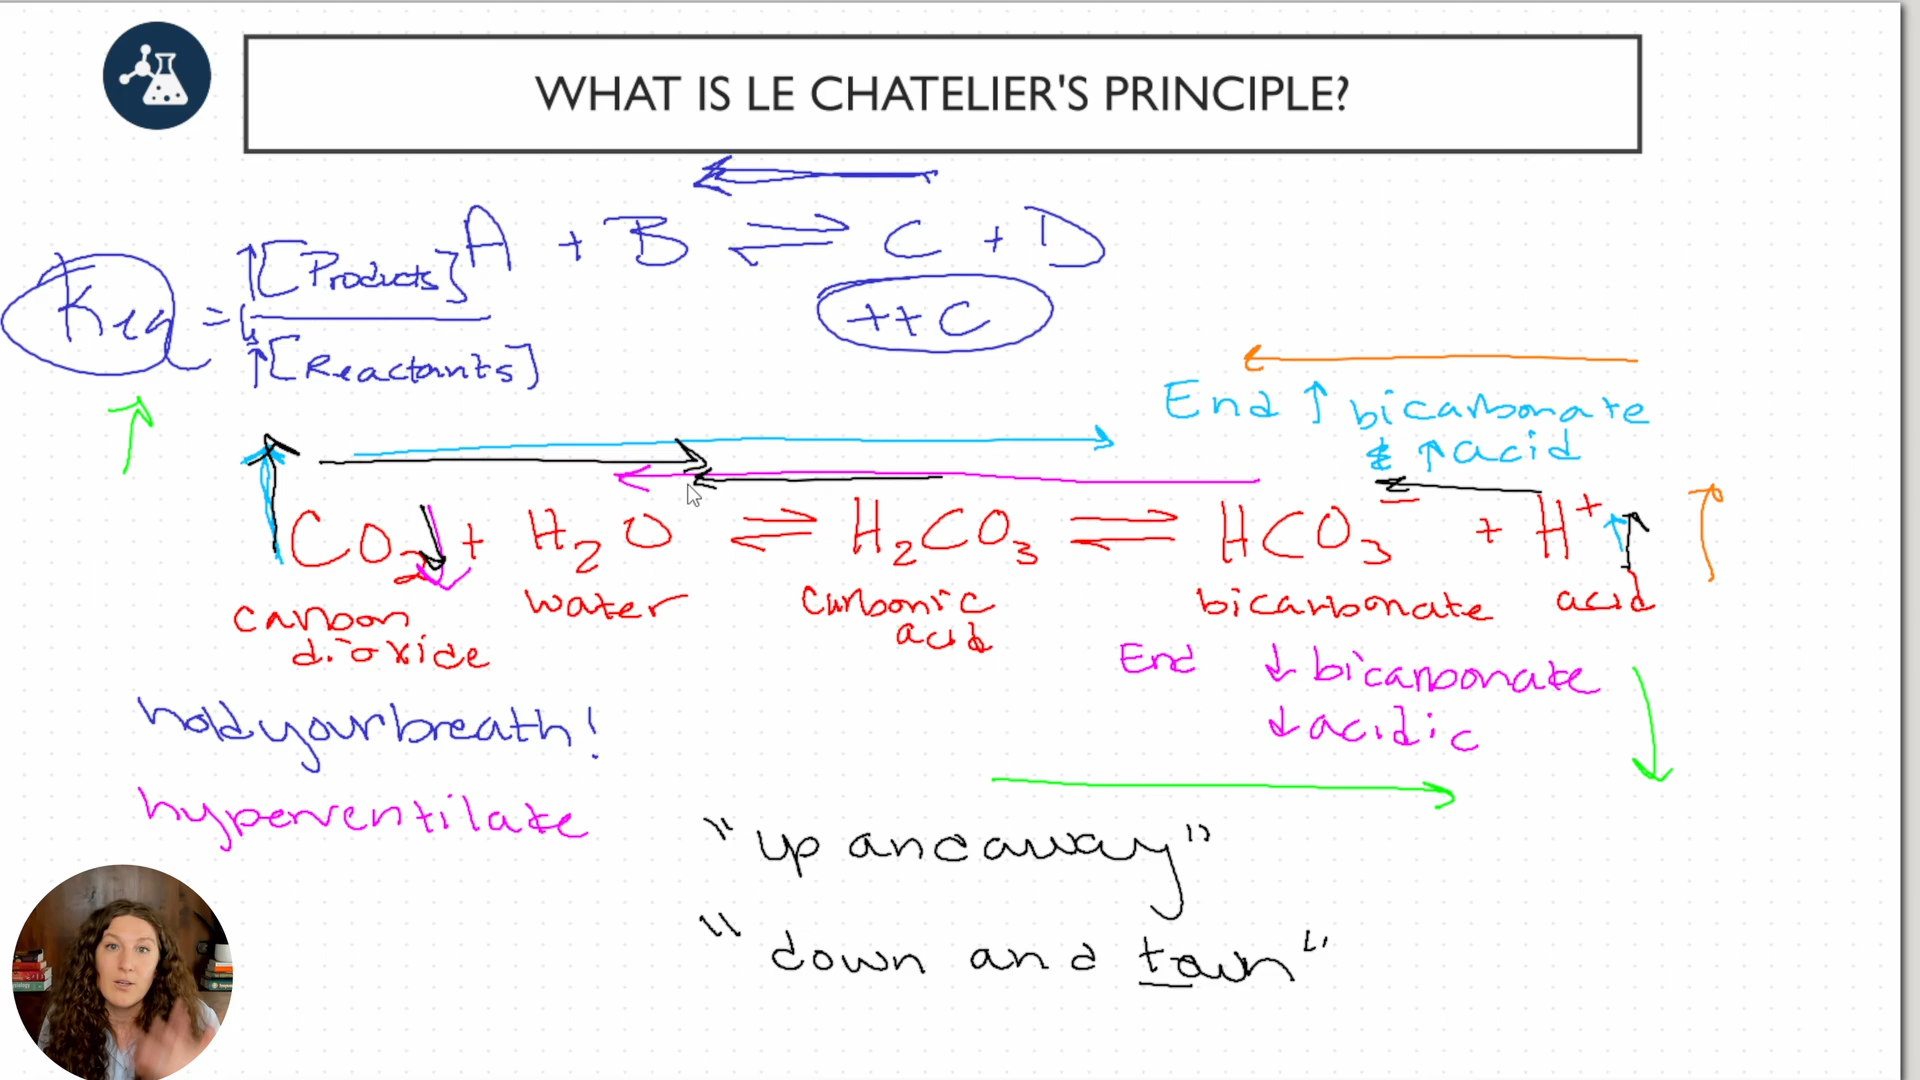 WHAT IS LE CHATELIER'S PRINCIPLE?
A + B ⇌ C + D
Keq = ↑[Products]
↑[Reactants]
++C
End ↑ bicarbonate
& ↑ acid
CO2 + H2O ⇌ H2CO3 ⇌ HCO3− + H+
carbon dioxide
water
carbonic acid
bicarbonate
acid
End ↓ bicarbonate
↓ acidic
hold your breath!
hyperventilate
"up and away"
"down and town"